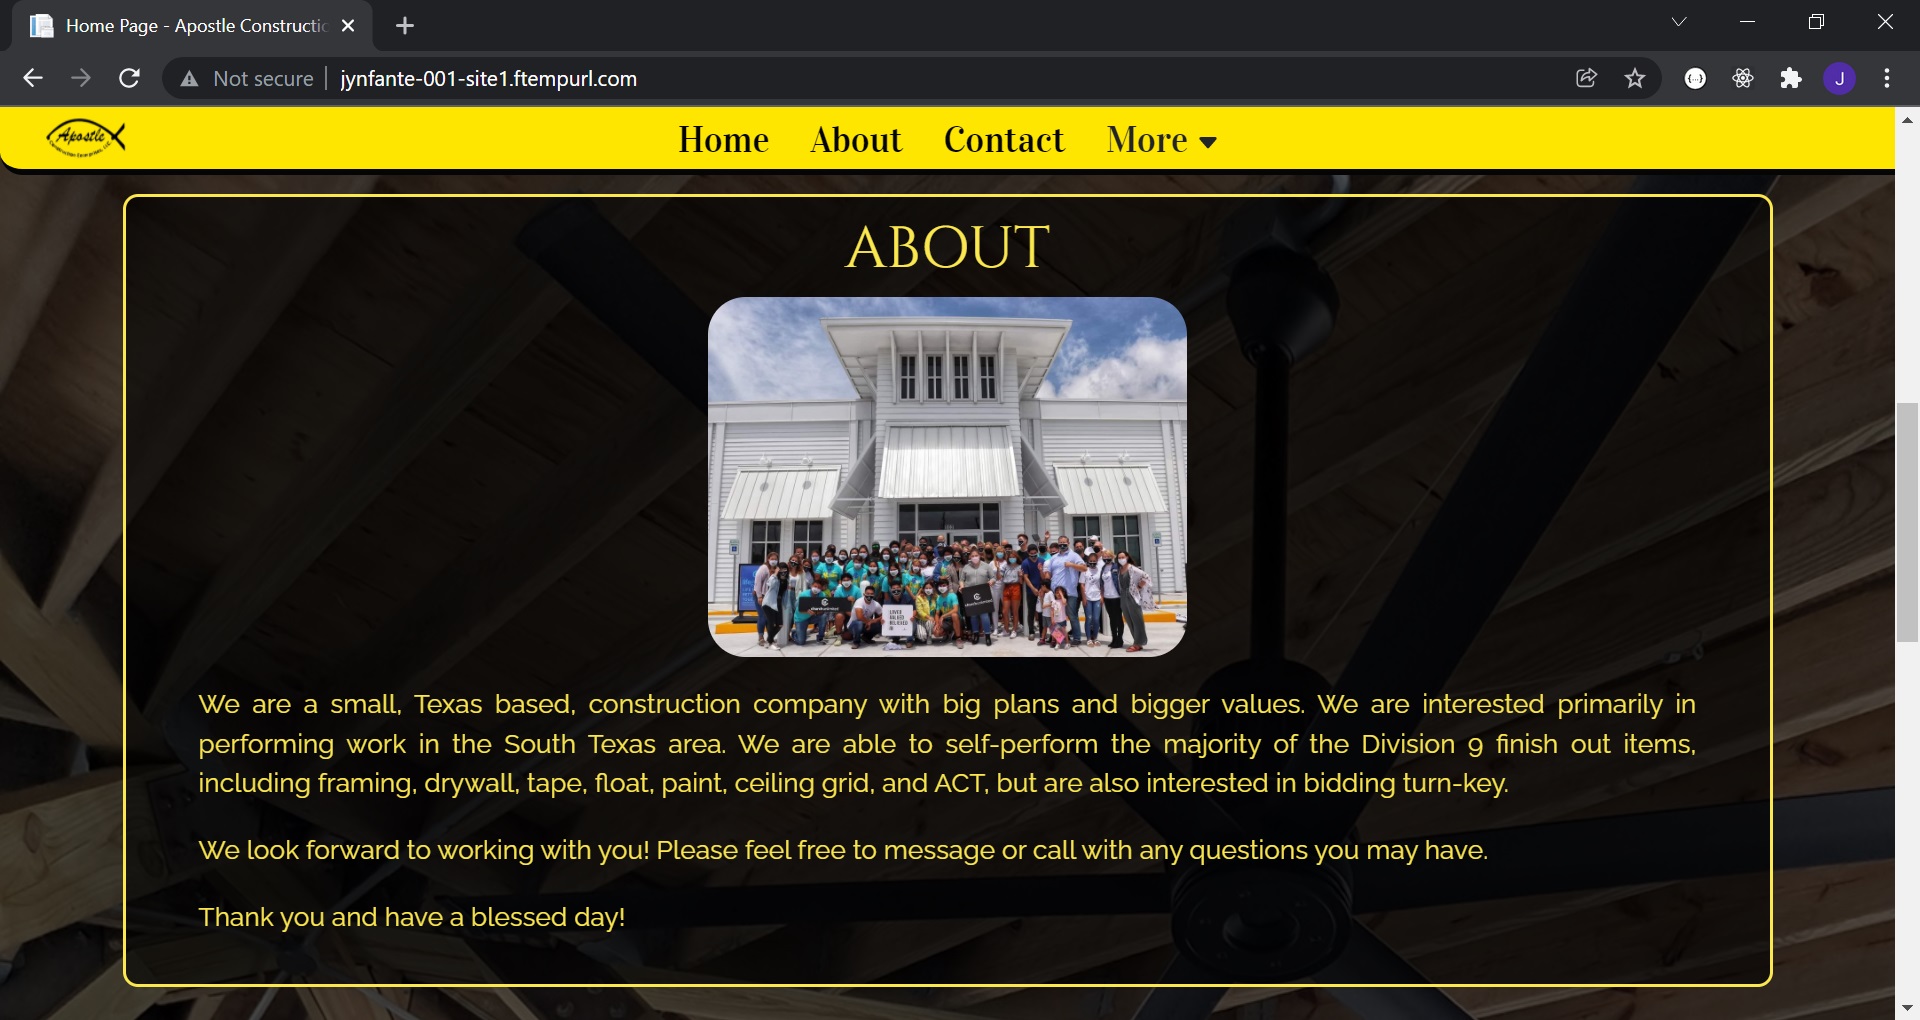 Home Page - Apostle Constructio
Not secure
jynfante-001-site1.ftempurl.com
J
Apostle
Home About Contact More
ABOUT
We are a small, Texas based, construction company with big plans and bigger values. We are interested primarily in
performing work in the South Texas area. We are able to self-perform the majority of the Division 9 finish out items,
including framing, drywall, tape, float, paint, ceiling grid, and ACT, but are also interested in bidding turn-key.
We look forward to working with you! Please feel free to message or call with any questions you may have.
Thank you and have a blessed day!